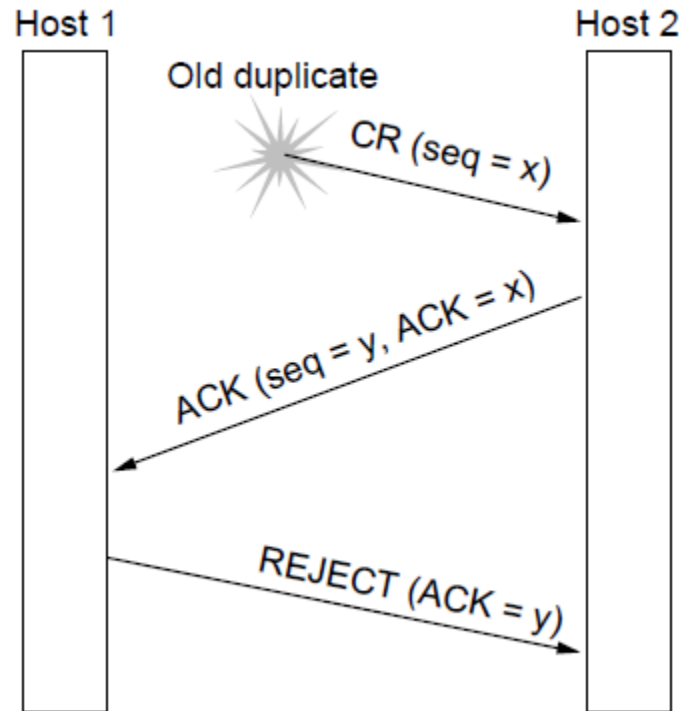 Host 1
Host 2
Old duplicate
CR (seq = x)
ACK (seq = y, ACK = x)
REJECT (ACK = y)